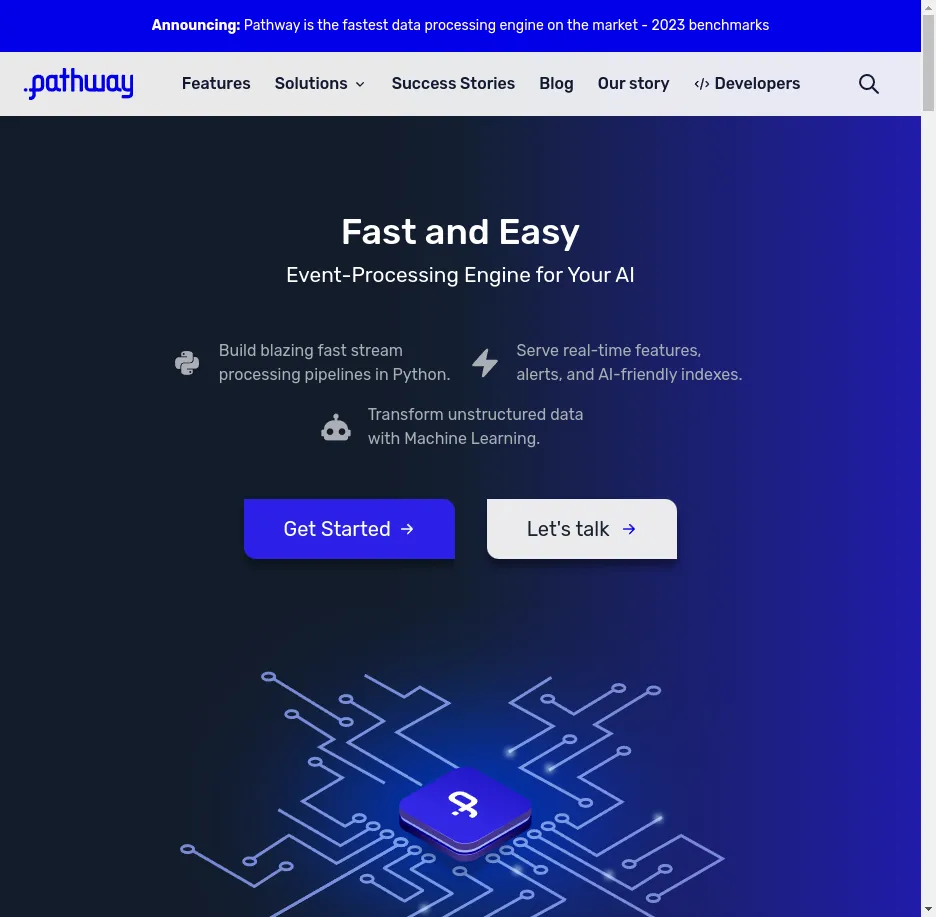 Announcing: Pathway is the fastest data processing engine on the market - 2023 benchmarks
.pathway
Features
Solutions
Success Stories
Blog
Our story
Developers
Fast and Easy
Event-Processing Engine for Your AI
Build blazing fast stream
processing pipelines in Python.
Serve real-time features,
alerts, and AI-friendly indexes.
Transform unstructured data
with Machine Learning.
Get Started →
Let's talk →